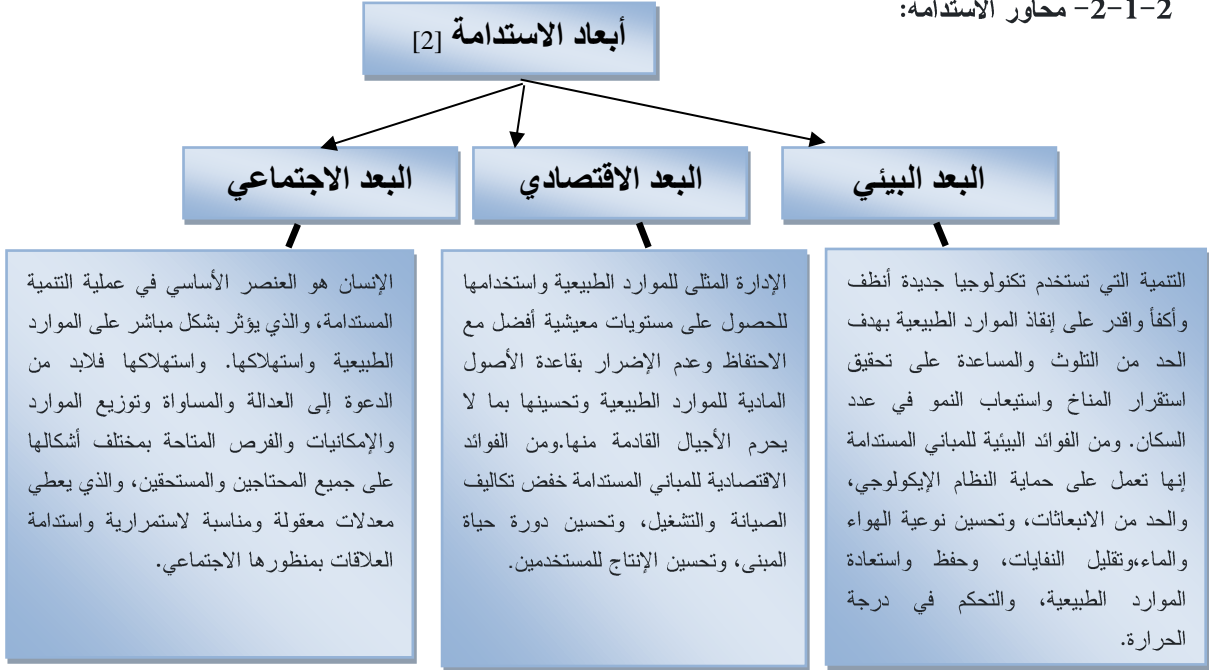 2-1-2- محاور الاستدامة:
أبعاد الاستدامة [2]
البعد البيئي
البعد الاقتصادي
البعد الاجتماعي
التنمية التي تستخدم تكنولوجيا جديدة أنظف
وأكفأ واقدر على إنقاذ الموارد الطبيعية بهدف
الحد من التلوث والمساعدة على تحقيق
استقرار المناخ واستيعاب النمو في عدد
السكان. ومن الفوائد البيئية للمباني المستدامة
إنها تعمل على حماية النظام الإيكولوجي،
والحد من الانبعاثات، وتحسين نوعية الهواء
والماء،وتقليل النفايات، وحفظ واستعادة
الموارد الطبيعية، والتحكم في درجة
الحرارة.
الإدارة المثلى للموارد الطبيعية واستخدامها
للحصول على مستويات معيشية أفضل مع
الاحتفاظ وعدم الإضرار بقاعدة الأصول
المادية للموارد الطبيعية وتحسينها بما لا
يحرم الأجيال القادمة منها.ومن الفوائد
الاقتصادية للمباني المستدامة خفض تكاليف
الصيانة والتشغيل، وتحسين دورة حياة
المبنى، وتحسين الإنتاج للمستخدمين.
الإنسان هو العنصر الأساسي في عملية التنمية
المستدامة، والذي يؤثر بشكل مباشر على الموارد
الطبيعية واستهلاكها. واستهلاكها فلابد من
الدعوة إلى العدالة والمساواة وتوزيع الموارد
والإمكانيات والفرص المتاحة بمختلف أشكالها
على جميع المحتاجين والمستحقين، والذي يعطي
معدلات معقولة ومناسبة لاستمرارية واستدامة
العلاقات بمنظورها الاجتماعي.